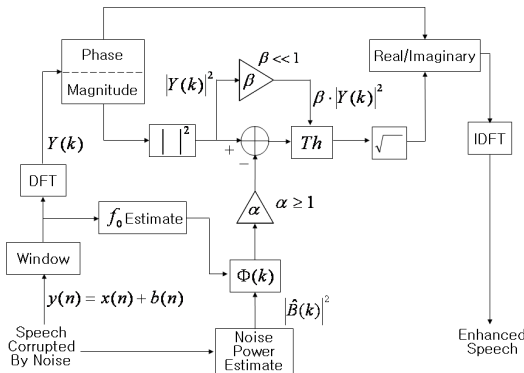 Phase
Magnitude
Real/Imaginary
β << 1
|Y(k)|²
β
β·|Y(k)|²
Y(k)
| |²
+
−
Th
√
IDFT
DFT
α
α ≥ 1
f₀ Estimate
Window
Φ(k)
y(n) = x(n) + b(n)
|B̂(k)|²
Speech
Corrupted
By Noise
Noise
Power
Estimate
Enhanced
Speech